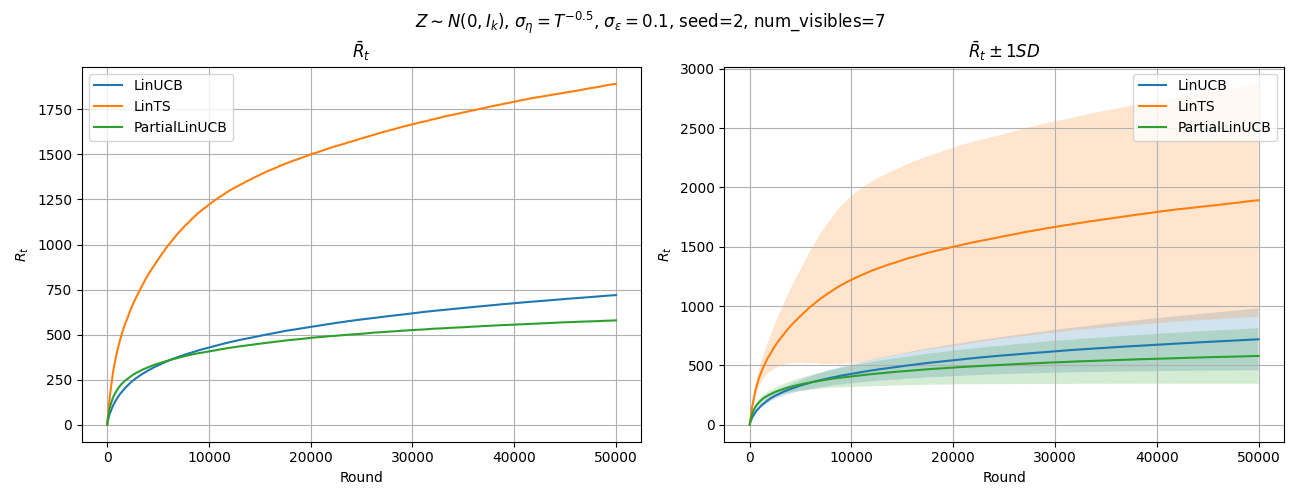 Z ~ N(0, I_k), σ_η = T^{-0.5}, σ_ε = 0.1, seed=2, num_visibles=7
R̄_t
LinUCB
LinTS
PartialLinUCB
R_t
1750
1500
1250
1000
750
500
250
0
0 10000 20000 30000 40000 50000
Round
R̄_t ± 1SD
LinUCB
LinTS
PartialLinUCB
R_t
3000
2500
2000
1500
1000
500
0
0 10000 20000 30000 40000 50000
Round